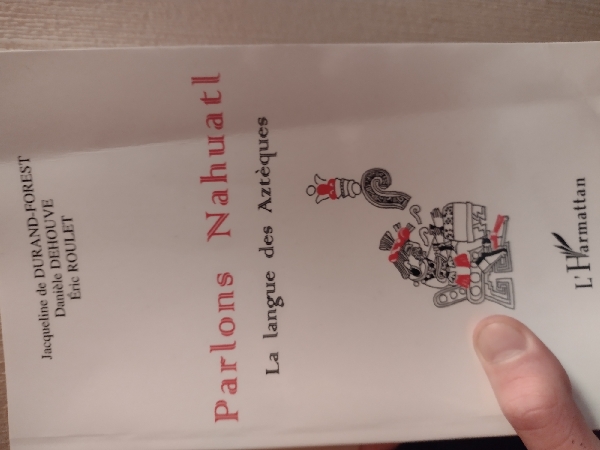 Jacqueline de DURAND-FOREST
Danièle DEHOUVE
Éric ROULET
Parlons Nahuatl
La langue des Aztèques
L'Harmattan